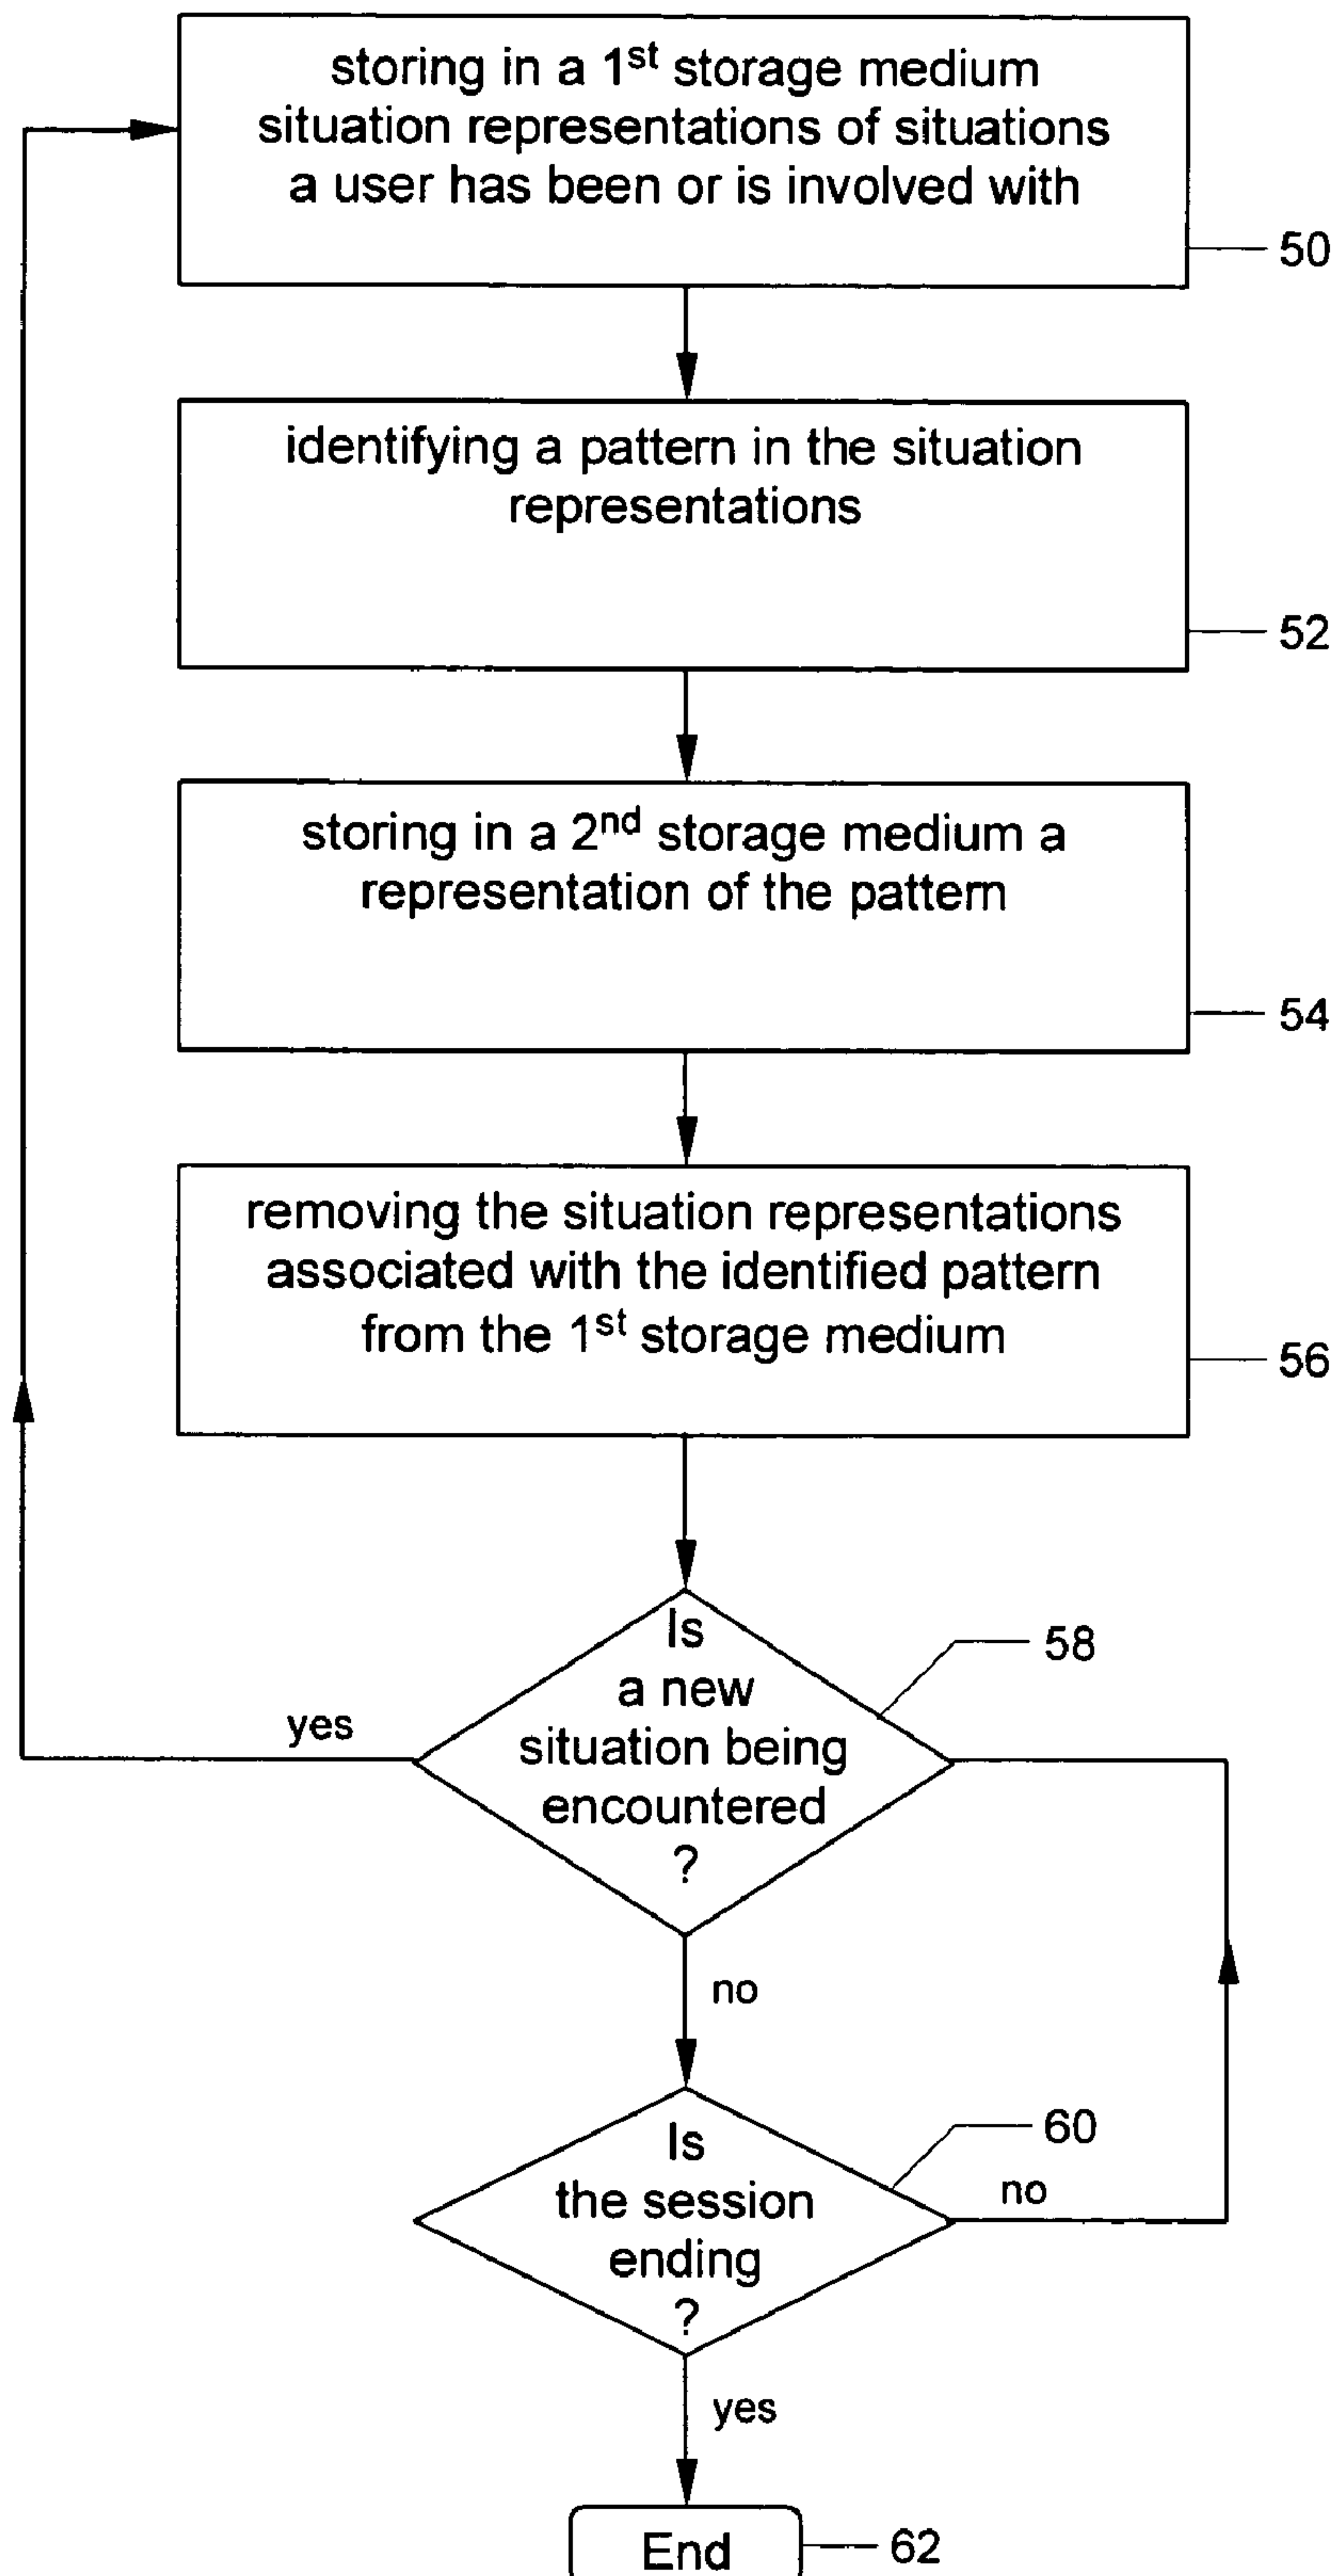 storing in a 1st storage medium
situation representations of situations
a user has been or is involved with
50
identifying a pattern in the situation
representations
52
storing in a 2nd storage medium a
representation of the pattern
54
removing the situation representations
associated with the identified pattern
from the 1st storage medium
56
Is
a new
situation being
encountered
?
58
yes
no
Is
the session
ending
?
60
no
yes
End
62